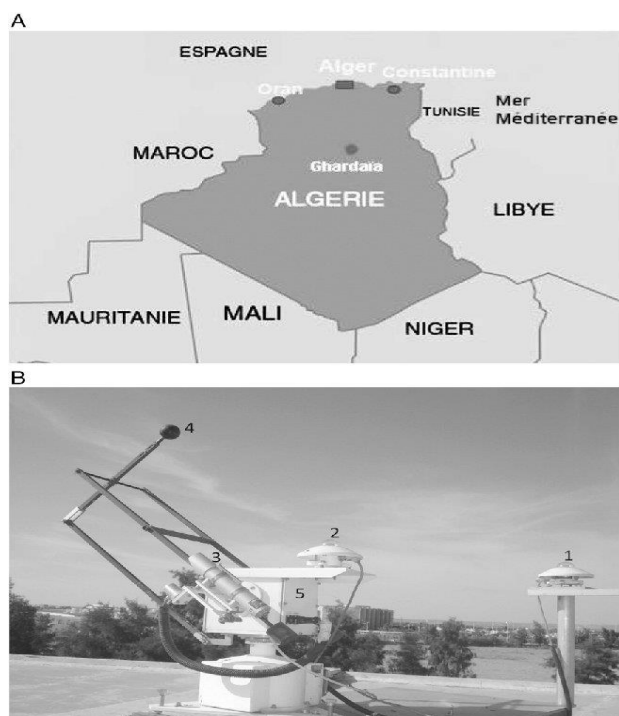 A
ESPAGNE
Alger
Constantine
Oran
TUNISIE
Mer
Méditerranée
MAROC
Ghardaïa
ALGERIE
LIBYE
MAURITANIE
MALI
NIGER
B
4
2
1
3
5